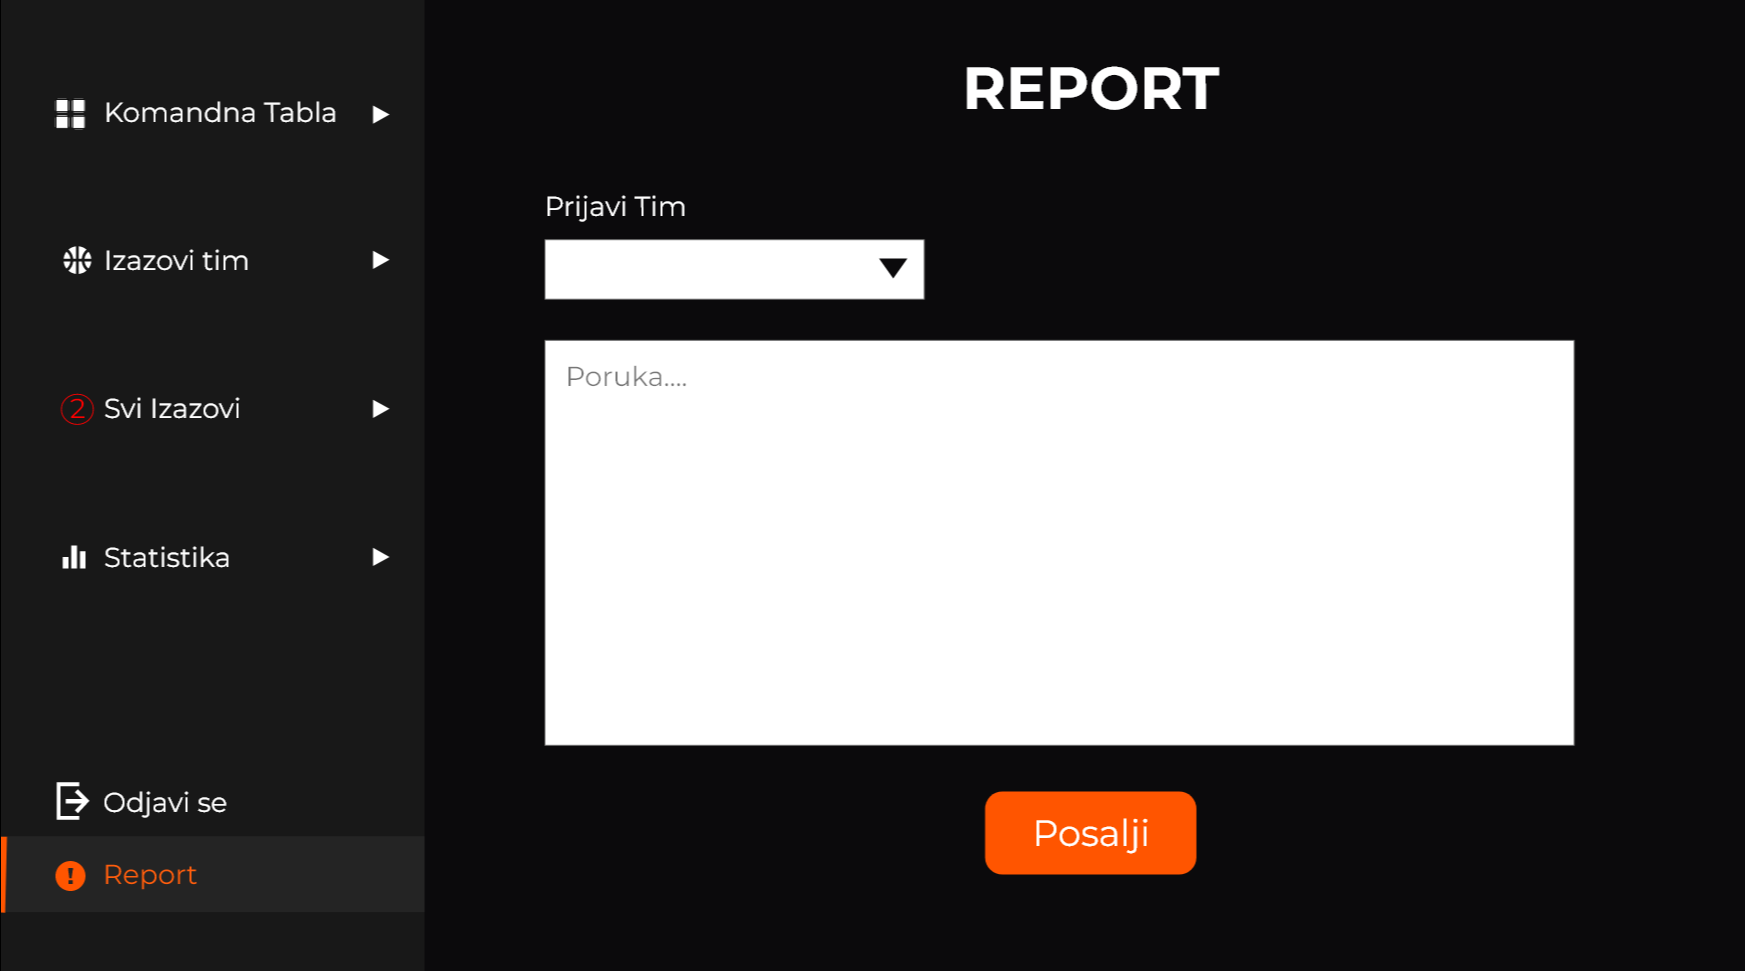 Komandna Tabla
Izazovi tim
2 Svi Izazovi
Statistika
Odjavi se
Report
REPORT
Prijavi Tim
Poruka....
Posalji